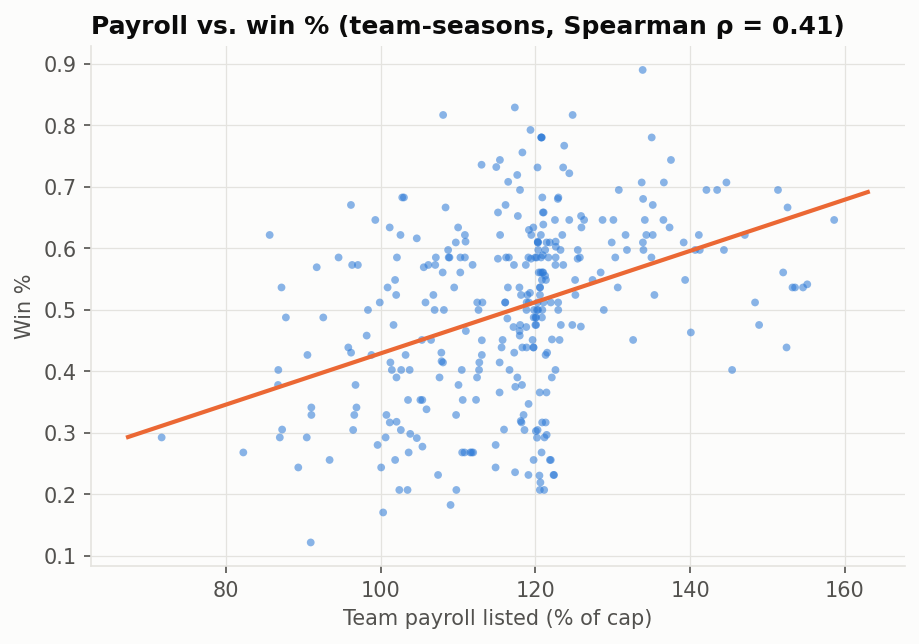 Payroll vs. win % (team-seasons, Spearman ρ = 0.41)
0.9
0.8
0.7
0.6
0.5
0.4
0.3
0.2
0.1
Win %
80 100 120 140 160
Team payroll listed (% of cap)